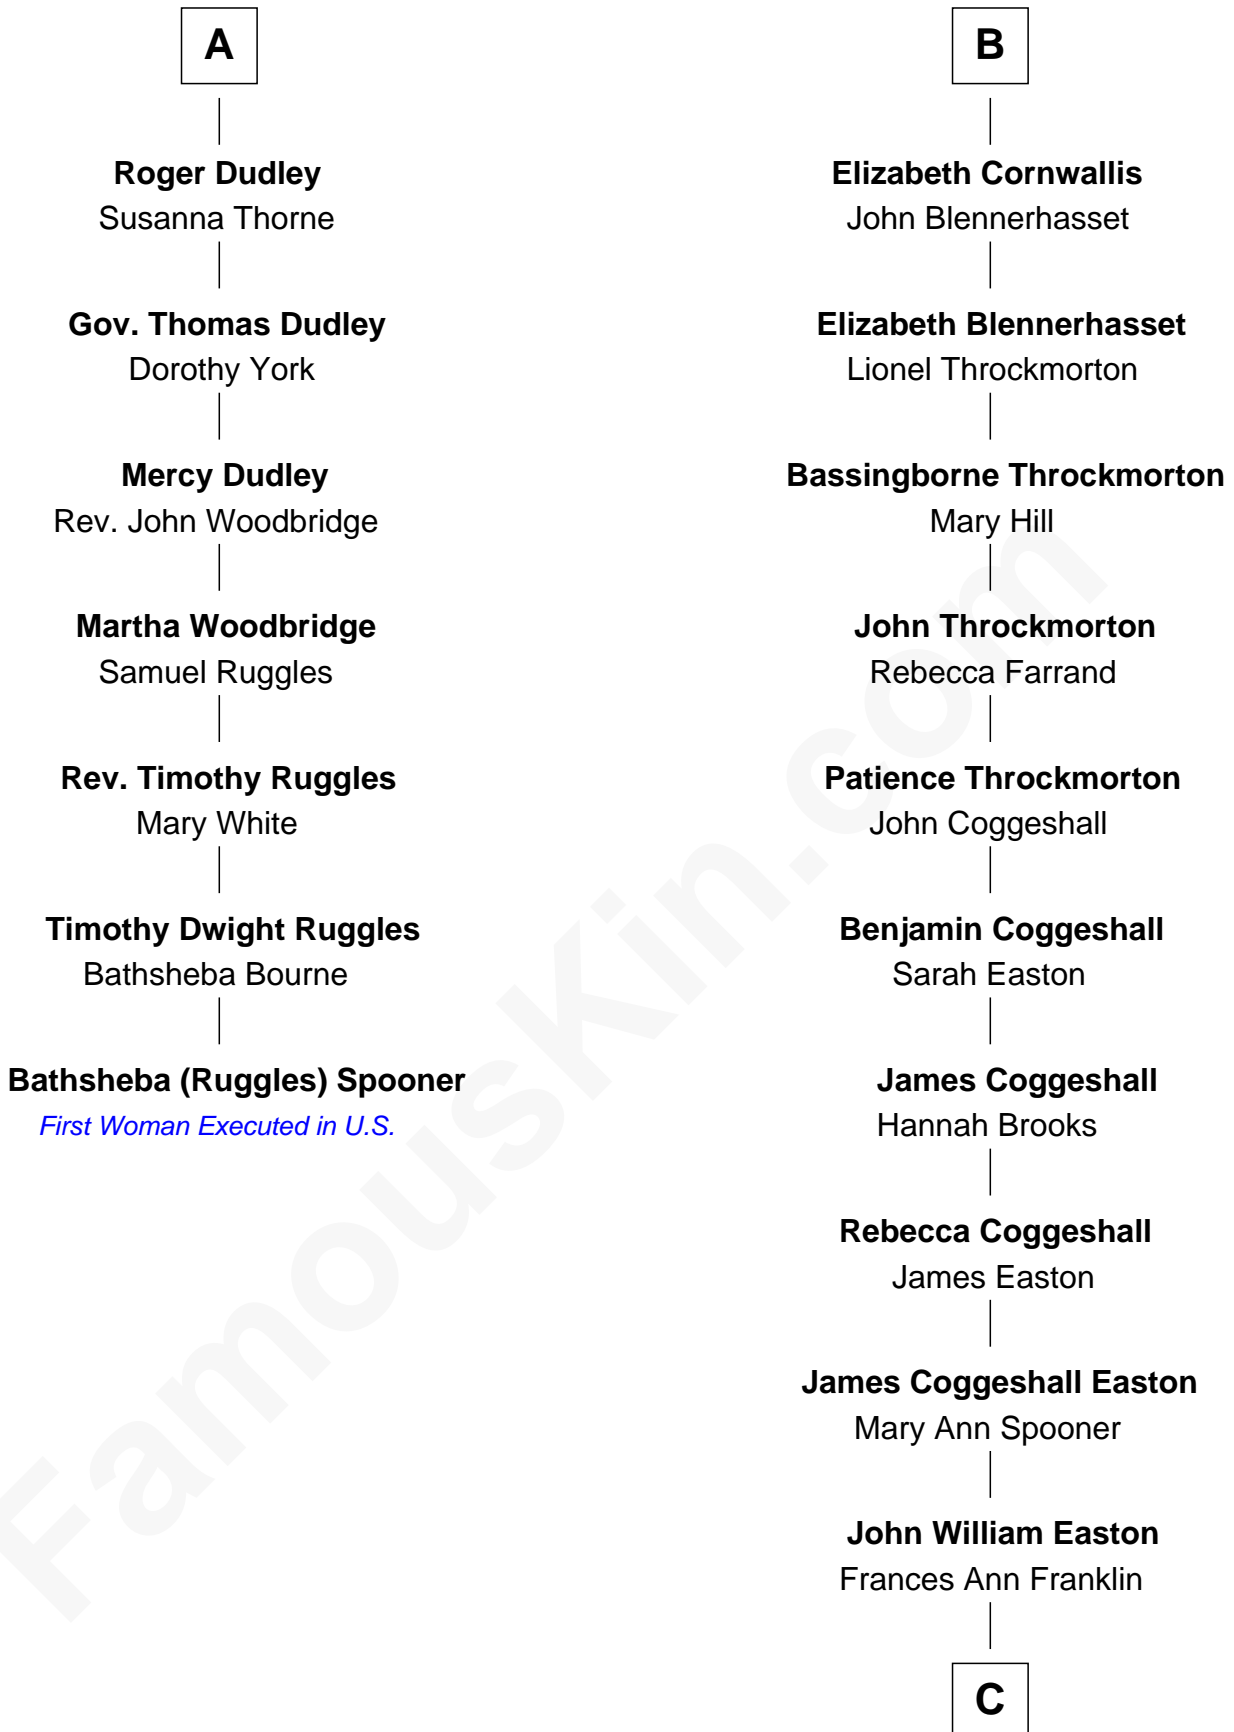 A
Roger Dudley
Susanna Thorne
Gov. Thomas Dudley
Dorothy York
Mercy Dudley
Rev. John Woodbridge
Martha Woodbridge
Samuel Ruggles
Rev. Timothy Ruggles
Mary White
Timothy Dwight Ruggles
Bathsheba Bourne
Bathsheba (Ruggles) Spooner
First Woman Executed in U.S.
B
Elizabeth Cornwallis
John Blennerhasset
Elizabeth Blennerhasset
Lionel Throckmorton
Bassingborne Throckmorton
Mary Hill
John Throckmorton
Rebecca Farrand
Patience Throckmorton
John Coggeshall
Benjamin Coggeshall
Sarah Easton
James Coggeshall
Hannah Brooks
Rebecca Coggeshall
James Easton
James Coggeshall Easton
Mary Ann Spooner
John William Easton
Frances Ann Franklin
C
FamousKin.com